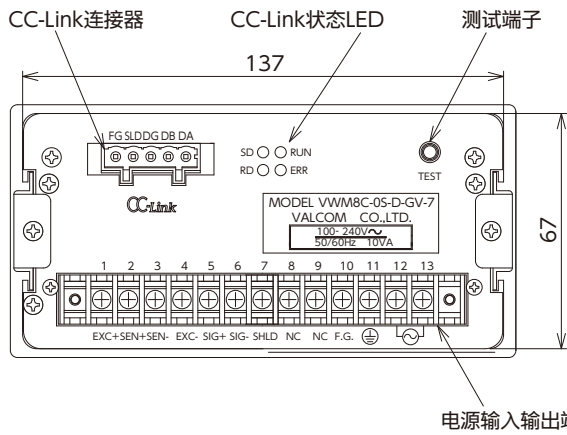 CC-Link连接器 CC-Link状态LED 测试端子
137
FG SLD DG DB DA
SD RUN
RD ERR
TEST
CC-Link
MODEL VWM8C-0S-D-GV-7
VALCOM CO.,LTD.
100- 240V~
50/60Hz 10VA
67
1 2 3 4 5 6 7 8 9 10 11 12 13
EXC+ SEN+ SEN- EXC- SIG+ SIG- SHLD NC NC F.G.
电源输入输出端